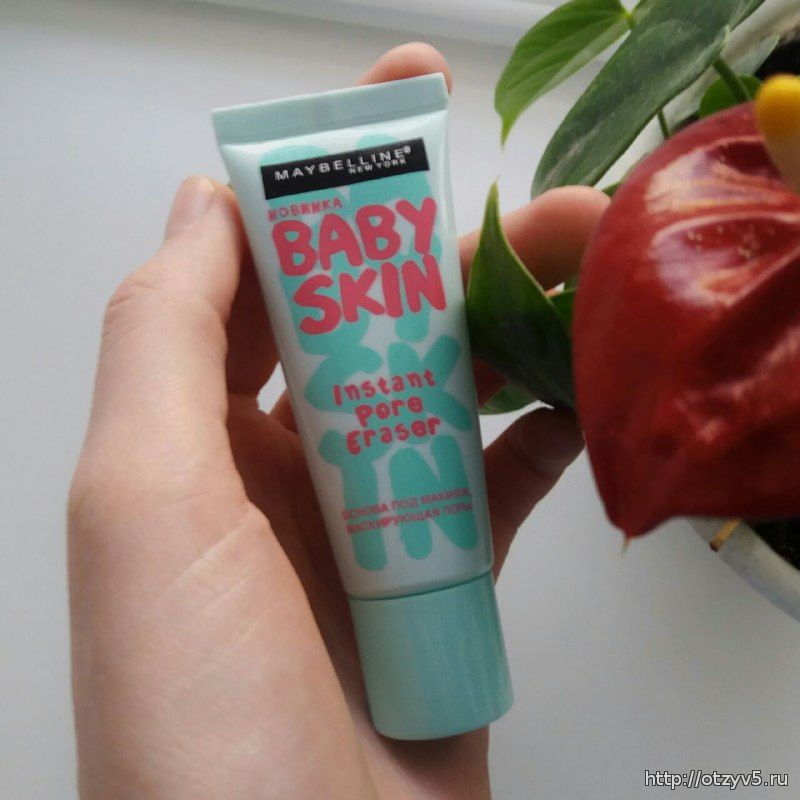 MAYBELLINE®
NEW YORK
НОВИНКА
BABY
SKIN
Instant
Pore
Eraser
ОСНОВА ПОД МАКИЯЖ,
МАСКИРУЮЩАЯ ПОРЫ
http://otzyv5.ru